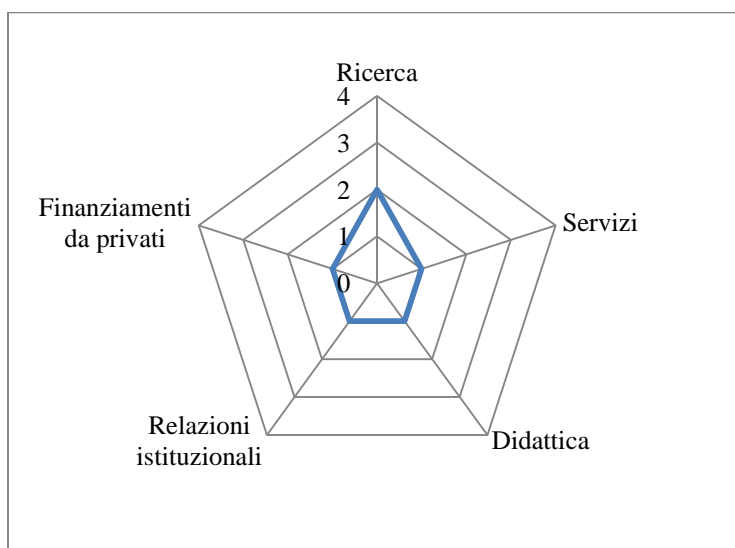 Ricerca
4
3
2
1
0
Servizi
Didattica
Relazioni
istituzionali
Finanziamenti
da privati